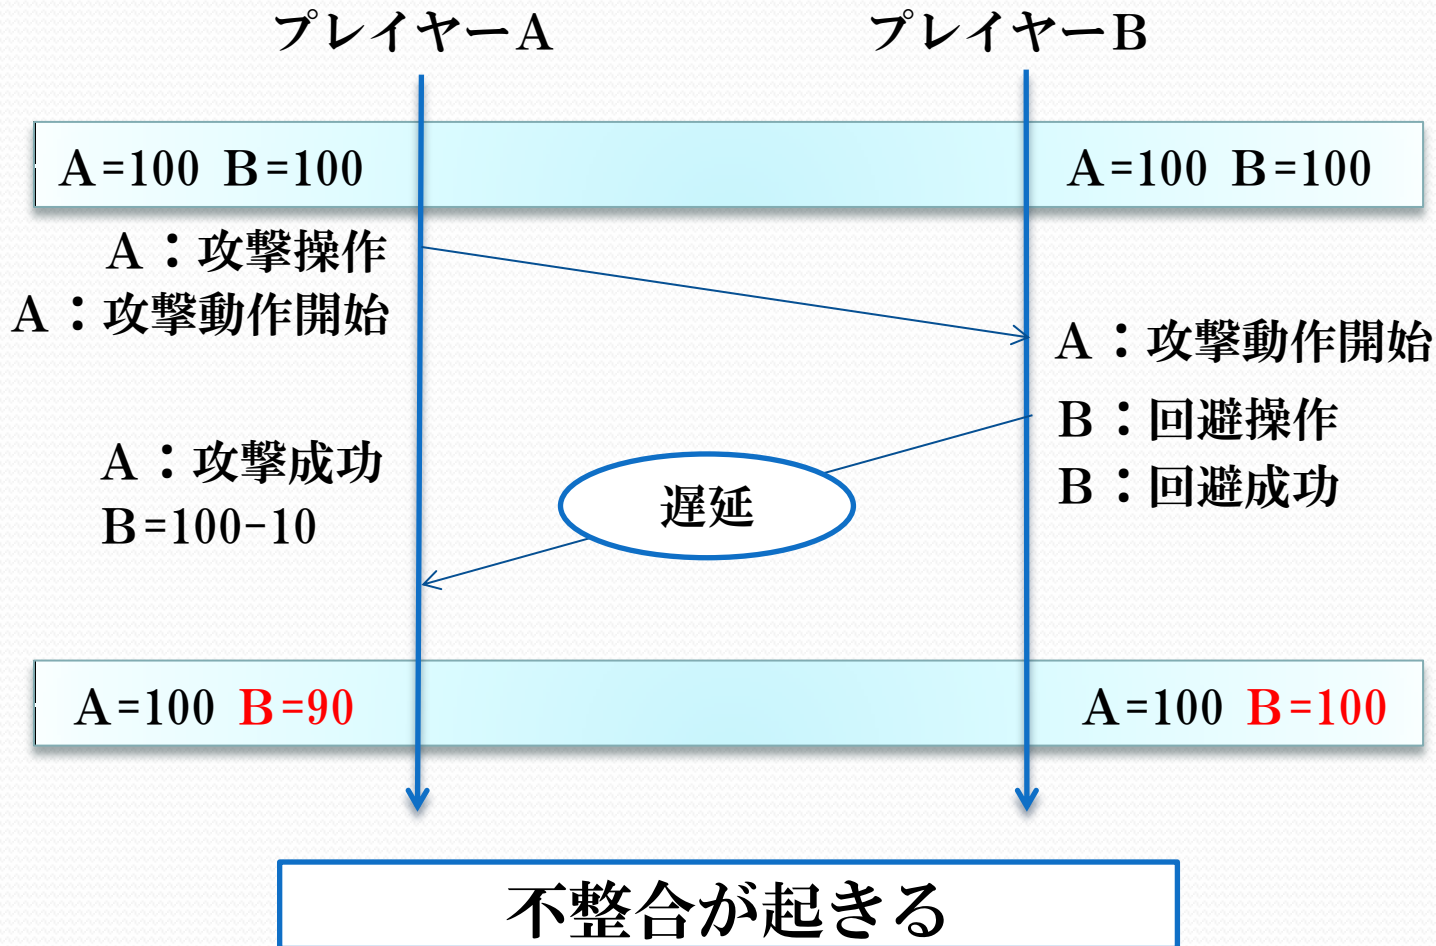 プレイヤーA
プレイヤーB
A=100 B=100
A=100 B=100
A：攻撃操作
A：攻撃動作開始
A：攻撃動作開始
B：回避操作
B：回避成功
A：攻撃成功
B=100-10
遅延
A=100 B=90
A=100 B=100
不整合が起きる